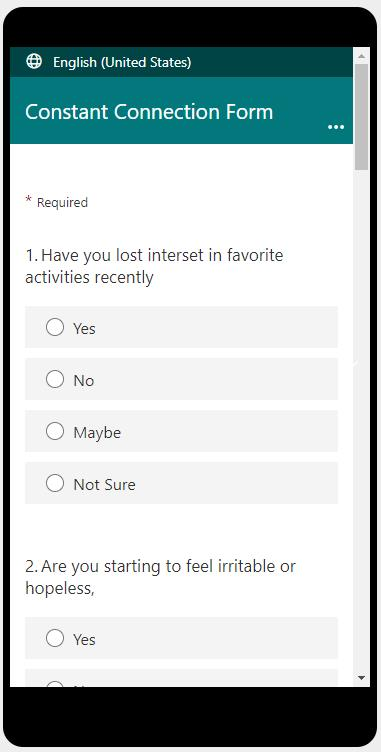 English (United States)
Constant Connection Form
...
* Required
1. Have you lost interset in favorite
activities recently
Yes
No
Maybe
Not Sure
2. Are you starting to feel irritable or
hopeless,
Yes